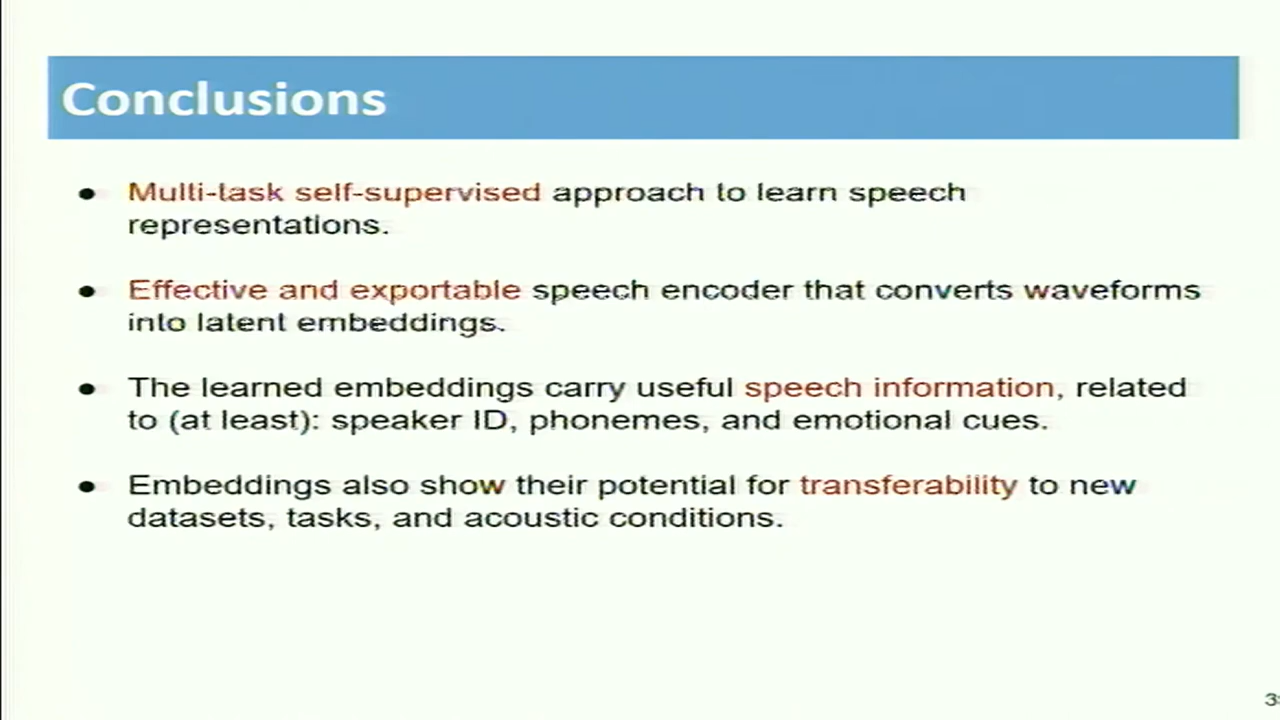 Conclusions
● Multi-task self-supervised approach to learn speech
representations.
● Effective and exportable speech encoder that converts waveforms
into latent embeddings.
● The learned embeddings carry useful speech information, related
to (at least): speaker ID, phonemes, and emotional cues.
● Embeddings also show their potential for transferability to new
datasets, tasks, and acoustic conditions.